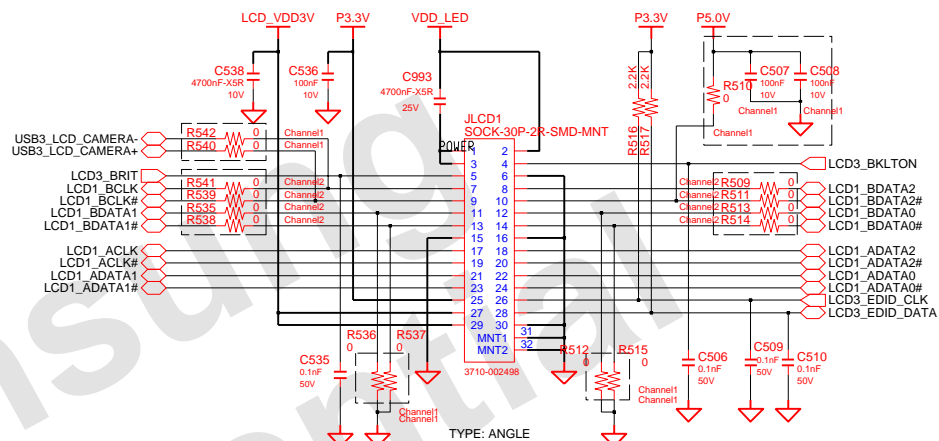 LCD_VDD3V P3.3V VDD_LED P3.3V P5.0V
C538
4700nF-X5R
10V
C536
100nF
10V
C993
4700nF-X5R
25V
2.2K
2.2K
R516
R517
R510
0
C507
100nF
10V
C508
100nF
10V
JLCD1
SOCK-30P-2R-SMD-MNT
POWER
USB3_LCD_CAMERA- R542 0 Channel1
USB3_LCD_CAMERA+ R540 0
LCD3_BRIT
LCD1_BCLK R541 0 Channel2
LCD1_BCLK# R539 0 Channel2
LCD1_BDATA1 R535 0 Channel2
LCD1_BDATA1# R538 0 Channel2
LCD1_ACLK
LCD1_ACLK#
LCD1_ADATA1
LCD1_ADATA1#
1 2
3 4
5 6
7 8
9 10
11 12
13 14
15 16
17 18
19 20
21 22
23 24
25 26
27 28
29 30
MNT1 31
MNT2 32
3710-002498
LCD3_BKLTON
Channel2 R509 0 LCD1_BDATA2
Channel2 R511 0 LCD1_BDATA2#
Channel2 R513 0 LCD1_BDATA0
Channel2 R514 0 LCD1_BDATA0#
LCD1_ADATA2
LCD1_ADATA2#
LCD1_ADATA0
LCD1_ADATA0#
LCD3_EDID_CLK
LCD3_EDID_DATA
C535
0.1nF
50V
R536
0
R537
0
Channel1
Channel1
R512
0
R515
0
Channel1
Channel1
C506
0.1nF
50V
C509
0.1nF
50V
C510
0.1nF
50V
TYPE: ANGLE